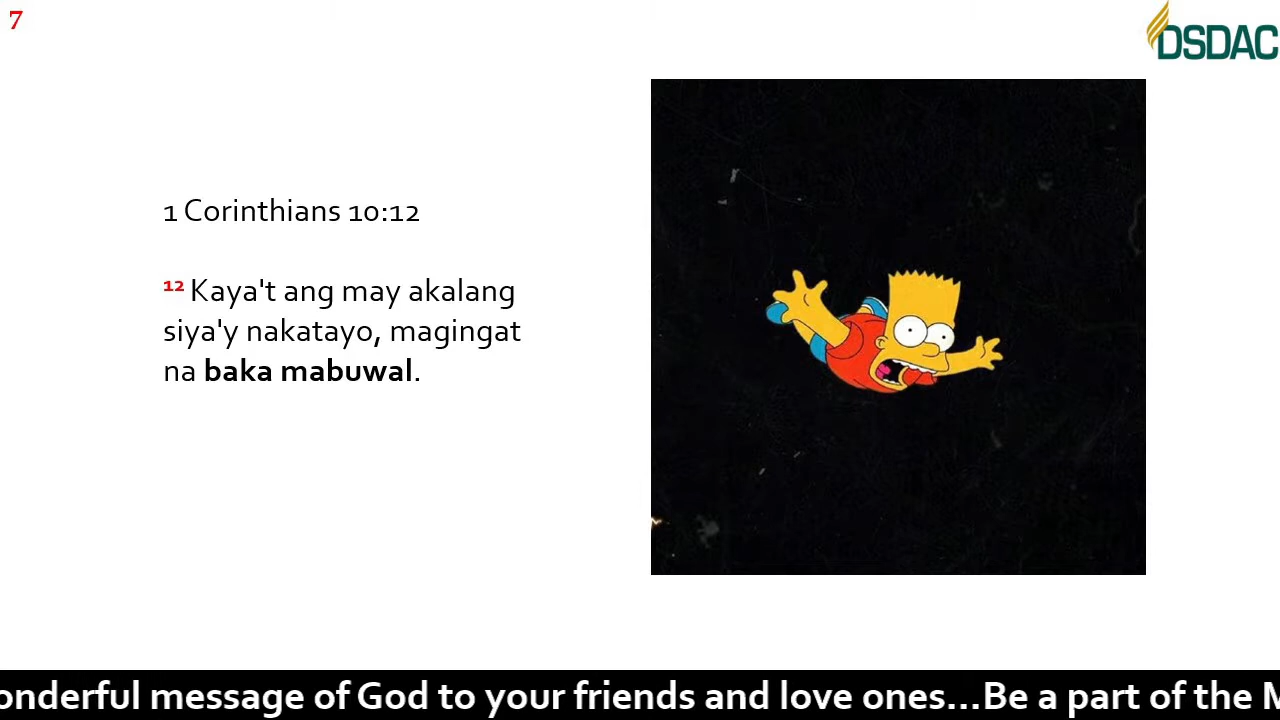 7
DSDAC
1 Corinthians 10:12
12 Kaya't ang may akalang
siya'y nakatayo, magingat
na baka mabuwal.
onderful message of God to your friends and love ones...Be a part of the M